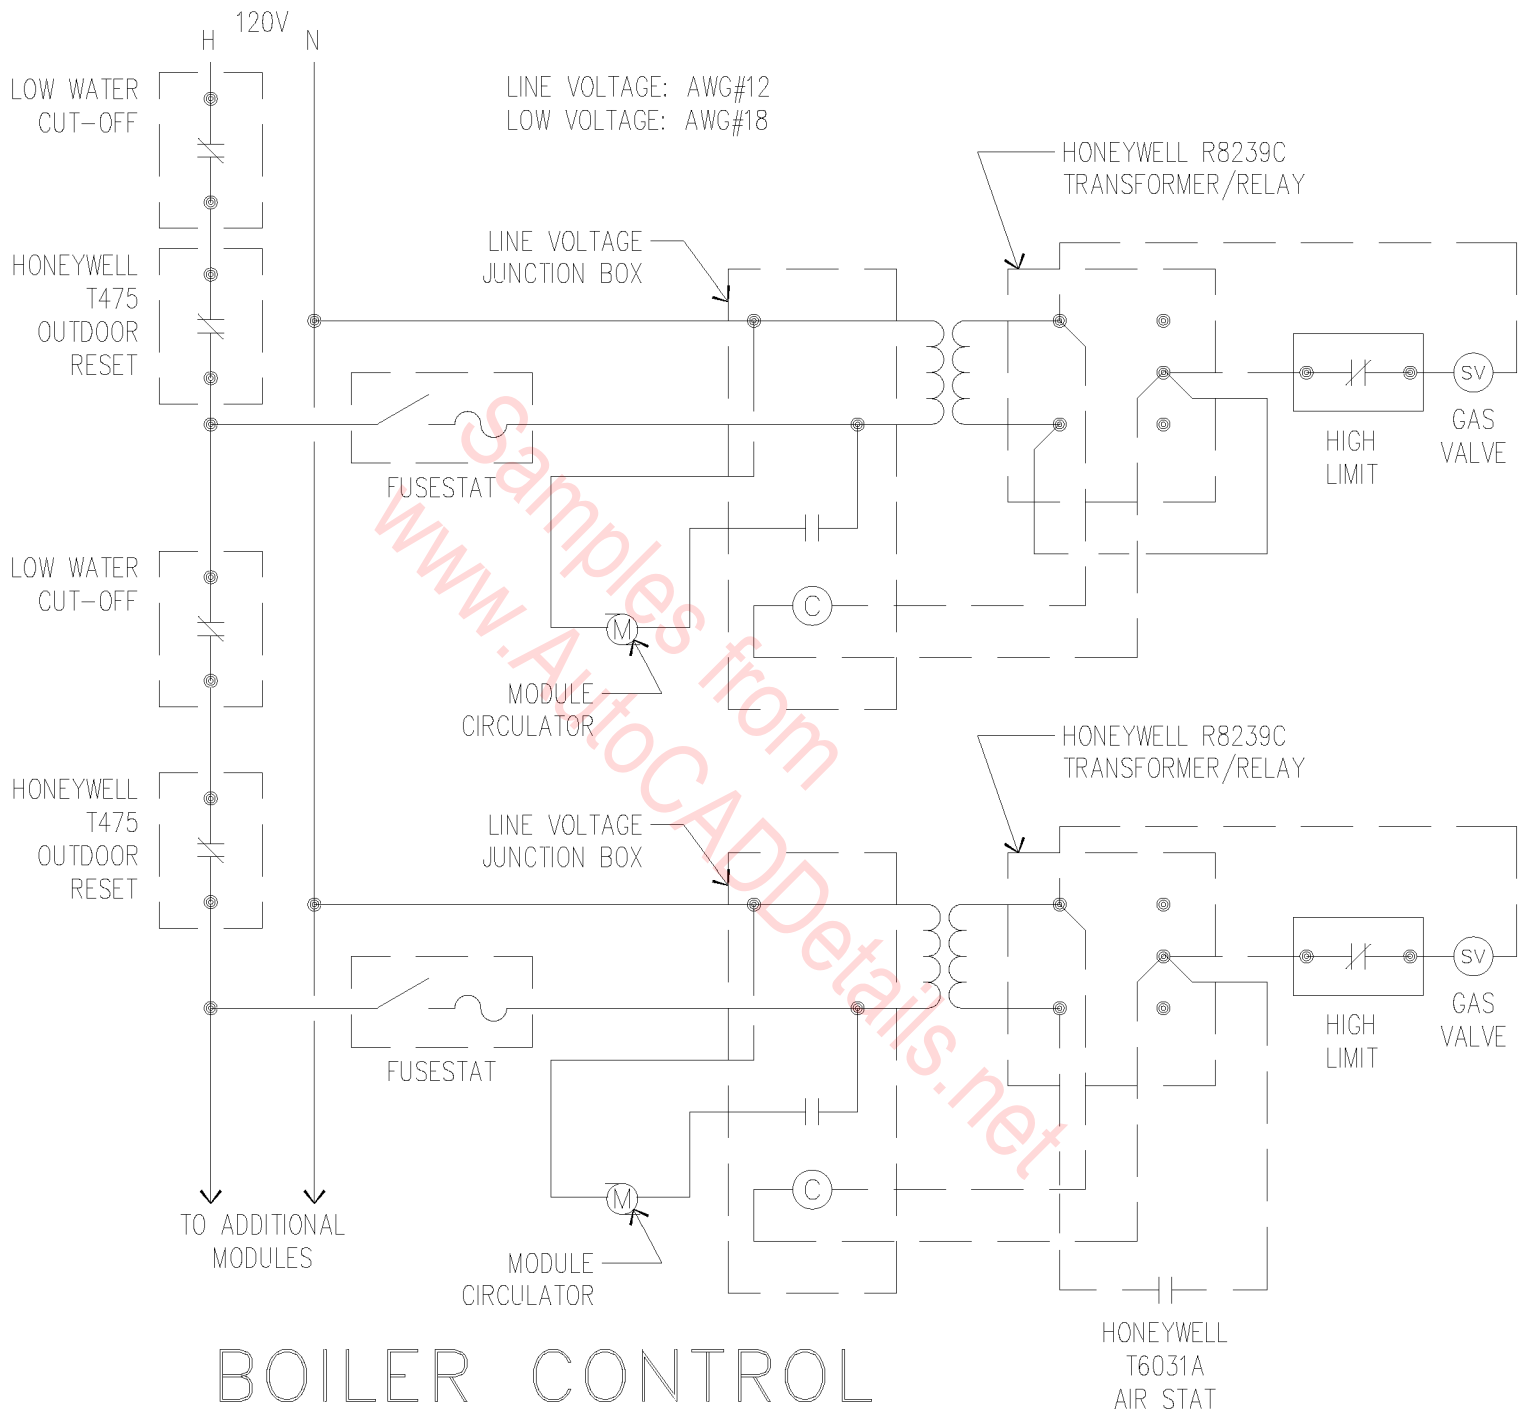 120V
H
N
LOW WATER
CUT-OFF
LINE VOLTAGE: AWG#12
LOW VOLTAGE: AWG#18
HONEYWELL R8239C
TRANSFORMER/RELAY
LINE VOLTAGE
JUNCTION BOX
HONEYWELL
T475
OUTDOOR
RESET
SV
GAS
VALVE
HIGH
LIMIT
FUSESTAT
LOW WATER
CUT-OFF
C
M
MODULE
CIRCULATOR
HONEYWELL R8239C
TRANSFORMER/RELAY
HONEYWELL
T475
OUTDOOR
RESET
LINE VOLTAGE
JUNCTION BOX
SV
GAS
VALVE
HIGH
LIMIT
FUSESTAT
C
M
TO ADDITIONAL
MODULES
MODULE
CIRCULATOR
HONEYWELL
T6031A
AIR STAT
BOILER CONTROL
Samples from
www.AutoCADDetails.net